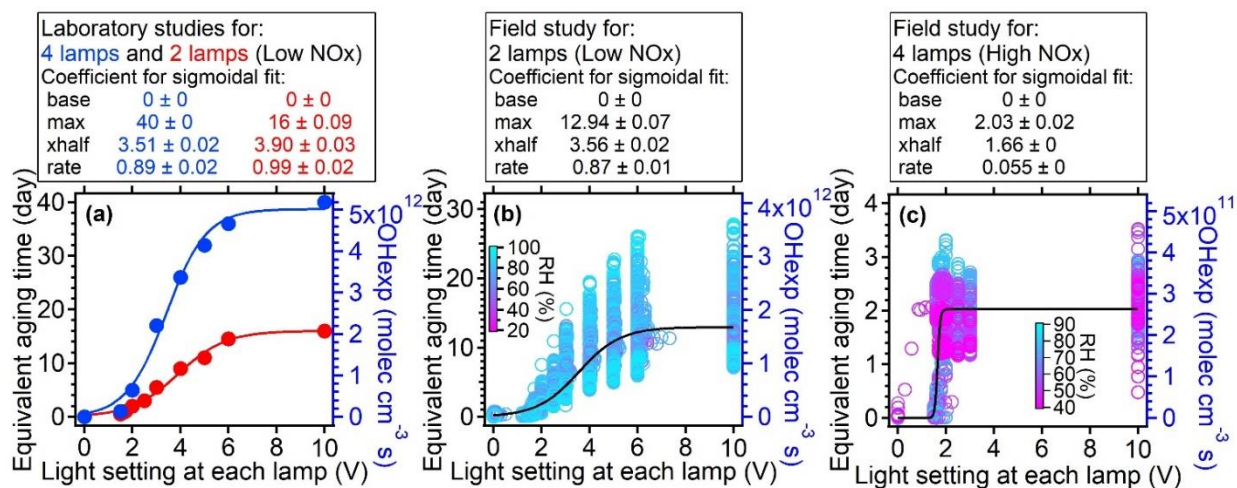 Laboratory studies for:
4 lamps and 2 lamps (Low NOx)
Coefficient for sigmoidal fit:
base 0 ± 0 0 ± 0
max 40 ± 0 16 ± 0.09
xhalf 3.51 ± 0.02 3.90 ± 0.03
rate 0.89 ± 0.02 0.99 ± 0.02
Field study for:
2 lamps (Low NOx)
Coefficient for sigmoidal fit:
base 0 ± 0
max 12.94 ± 0.07
xhalf 3.56 ± 0.02
rate 0.87 ± 0.01
Field study for:
4 lamps (High NOx)
Coefficient for sigmoidal fit:
base 0 ± 0
max 2.03 ± 0.02
xhalf 1.66 ± 0
rate 0.055 ± 0
(a)
Equivalent aging time (day)
40
30
20
10
0
5x10^12
4
3
2
1
0
OHexp (molec cm^-3 s)
0 2 4 6 8 10
Light setting at each lamp (V)
(b)
Equivalent aging time (day)
30
25
20
15
10
5
0
100
80
60
40
20
RH (%)
4x10^12
3
2
1
0
OHexp (molec cm^-3 s)
0 2 4 6 8 10
Light setting at each lamp (V)
(c)
Equivalent aging time (day)
4
3
2
1
0
90
80
70
60
50
40
RH (%)
5x10^11
4
3
2
1
0
OHexp (molec cm^-3 s)
0 2 4 6 8 10
Light setting at each lamp (V)